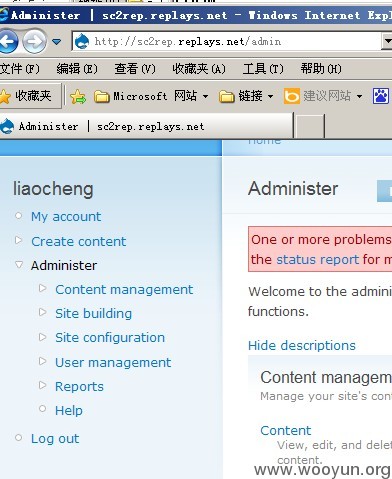 Administer | sc2rep.replays.net - Windows Internet Expl
http://sc2rep.replays.net/admin
文件(F) 编辑(E) 查看(V) 收藏夹(A) 工具(T) 帮助(H)
收藏夹 Microsoft 网站 链接 建议网站
Administer | sc2rep.replays.net
Home
liaocheng
Administer
My account
Create content
Administer
Content management
Site building
Site configuration
User management
Reports
Help
Log out
One or more problems
the status report for m
Welcome to the admini
functions.
Hide descriptions
Content managem
Manage your site's con
Content
View, edit, and delet
content.
www.wooyun.org